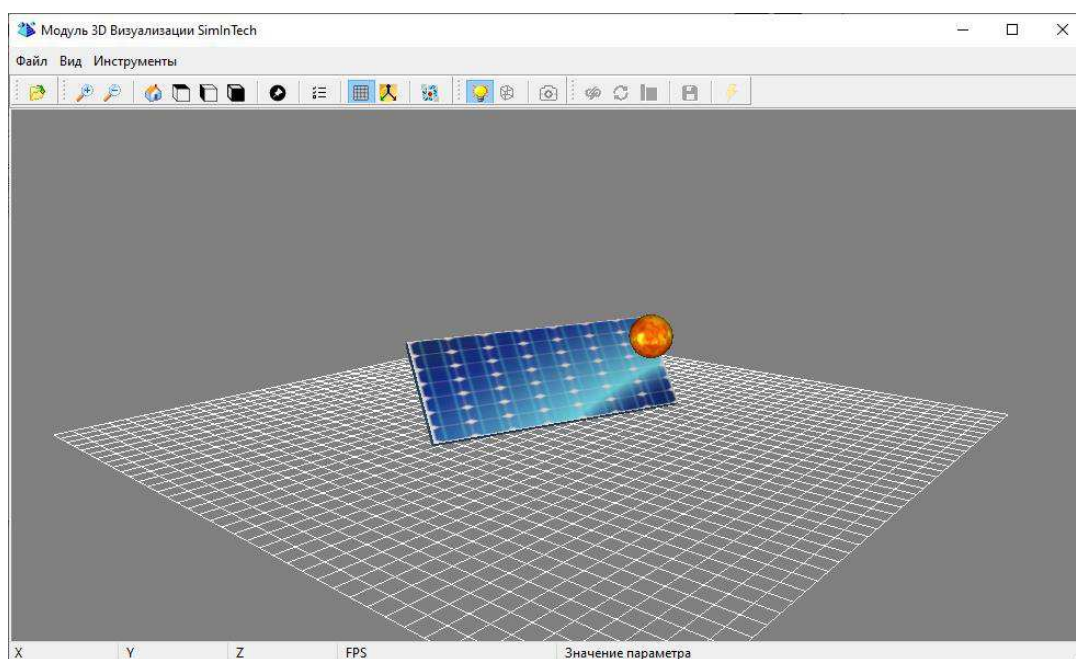 Модуль 3D Визуализации SimInTech
Файл Вид Инструменты
X Y Z FPS Значение параметра